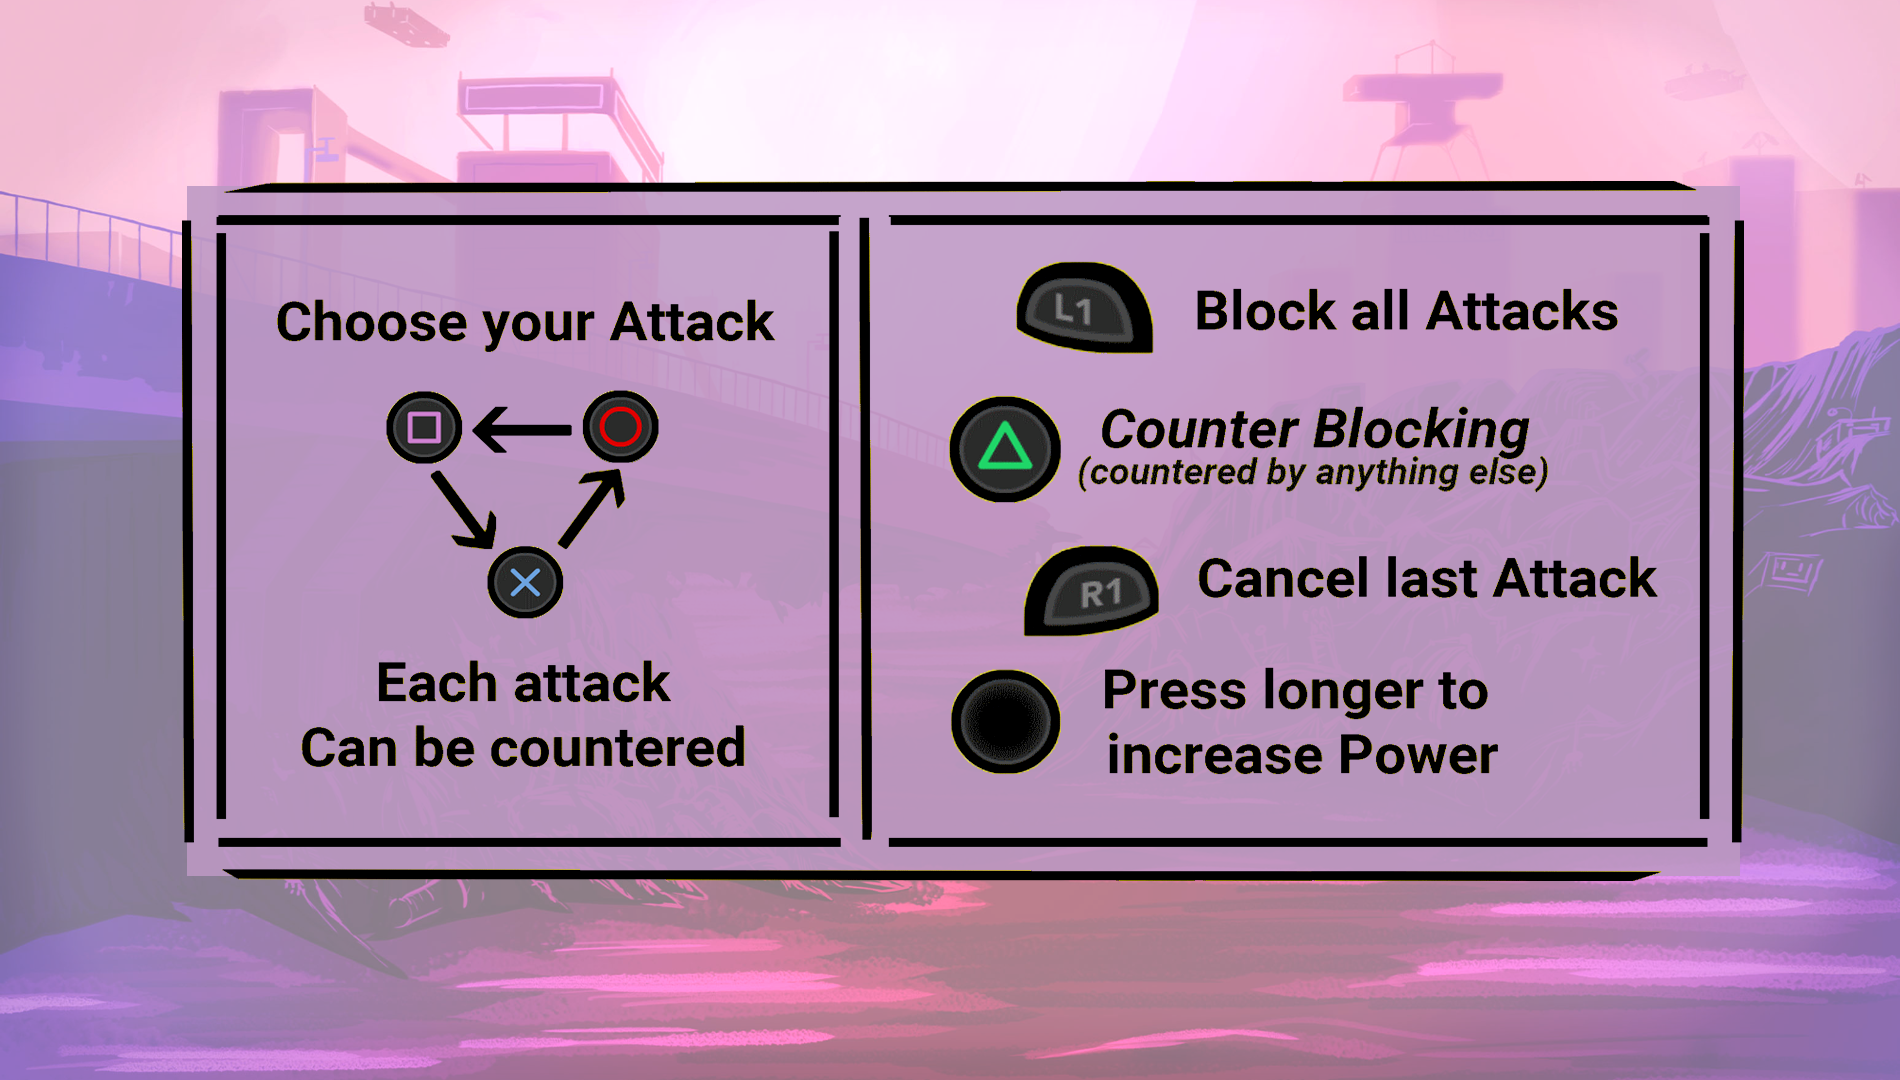 Choose your Attack
Each attack
Can be countered
L1
Block all Attacks
Counter Blocking
(countered by anything else)
R1
Cancel last Attack
Press longer to
increase Power